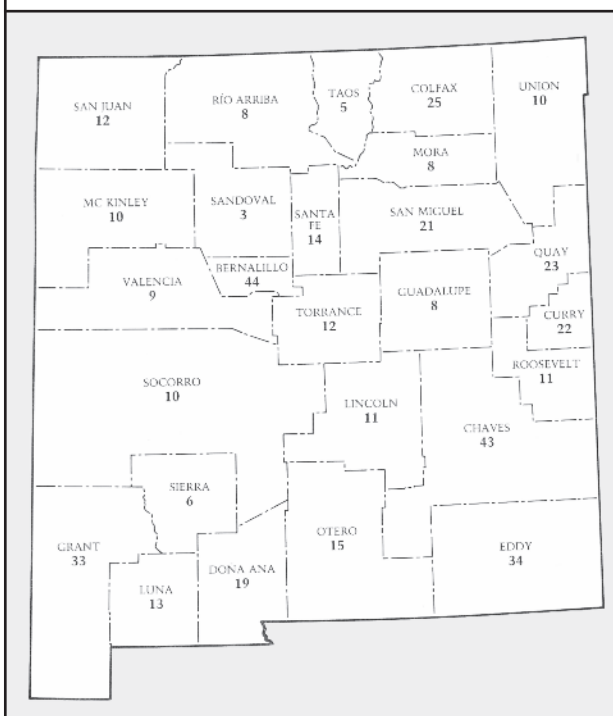 SAN JUAN
12
RÍO ARRIBA
8
TAOS
5
COLFAX
25
UNION
10
MORA
8
MC KINLEY
10
SANDOVAL
3
SANTA
FE
14
SAN MIGUEL
21
QUAY
23
BERNALILLO
44
VALENCIA
9
TORRANCE
12
GUADALUPE
8
CURRY
22
ROOSEVELT
11
SOCORRO
10
LINCOLN
11
CHAVES
43
SIERRA
6
OTERO
15
EDDY
34
GRANT
33
LUNA
13
DONA ANA
19